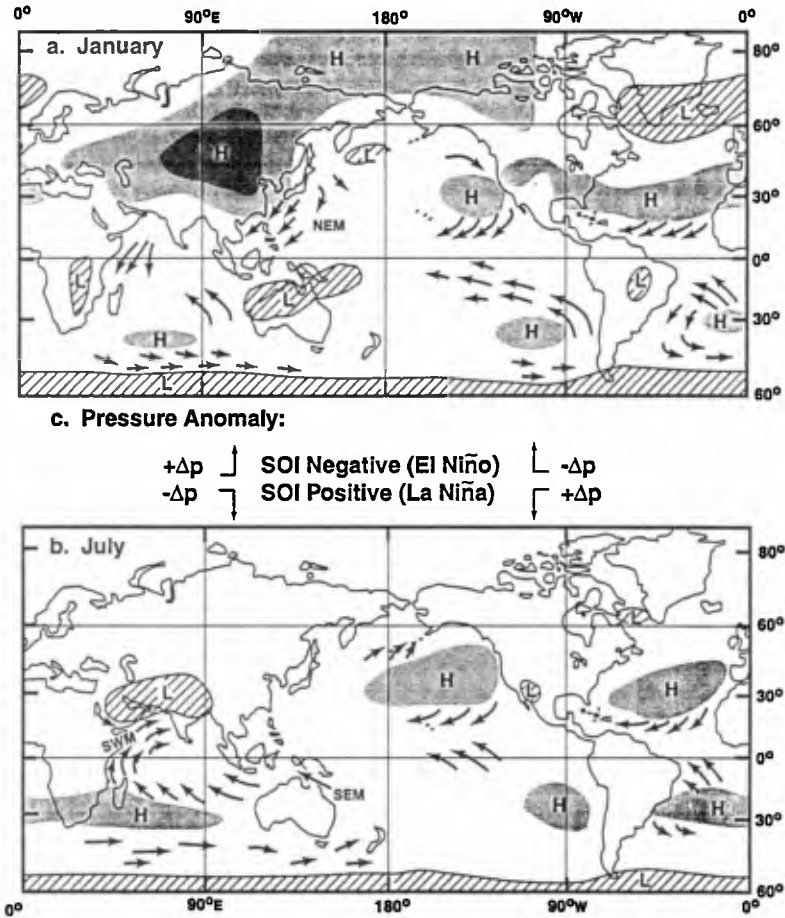 0° 90°E 180° 90°W 0°
a. January
H H
80°
L
60°
H
L
H
H
30°
NEM
0°
L
L
L
H
H
H
30°
L
60°
c. Pressure Anomaly:
+Δp SOI Negative (El Niño) -Δp
-Δp SOI Positive (La Niña) +Δp
b. July
80°
60°
L
H
L
H
30°
SWM
0°
SEM
H
H
H
30°
L
60°
0° 90°E 180° 90°W 0°